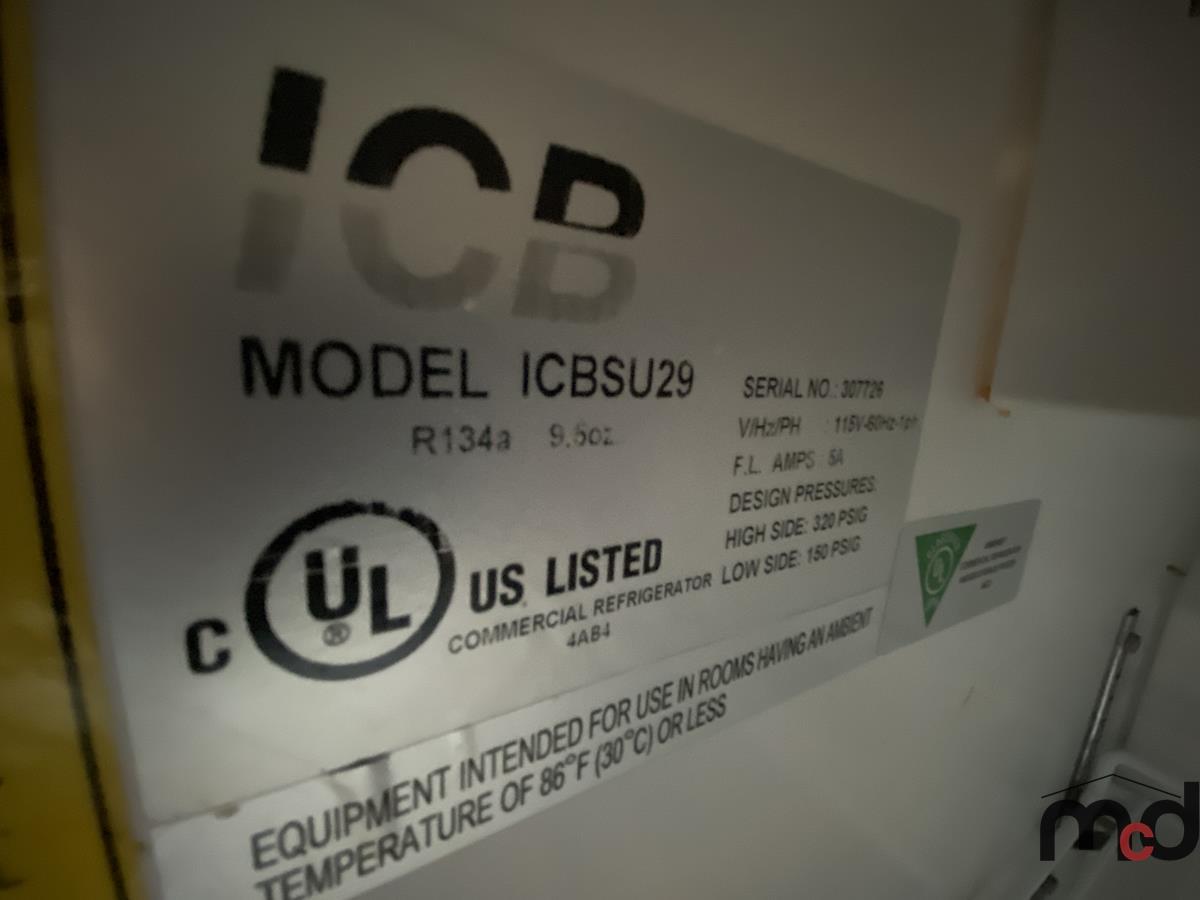 ICB
MODEL ICBSU29
R134a 9.5oz
SERIAL NO.: 307726
V/Hz/PH : 115V-60Hz-1ph
F.L. AMPS : 5A
DESIGN PRESSURES:
HIGH SIDE: 320 PSIG
LOW SIDE: 150 PSIG
C UL ® US LISTED
COMMERCIAL REFRIGERATOR
4AB4
EQUIPMENT INTENDED FOR USE IN ROOMS HAVING AN AMBIENT
TEMPERATURE OF 86°F (30°C) OR LESS
UL
mcd